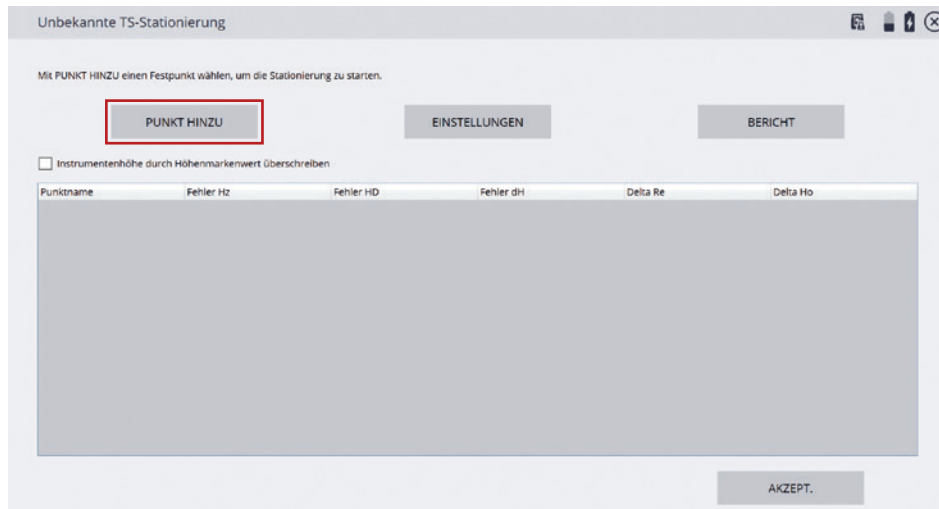 Unbekannte TS-Stationierung
Mit PUNKT HINZU einen Festpunkt wählen, um die Stationierung zu starten.
PUNKT HINZU EINSTELLUNGEN BERICHT
Instrumentenhöhe durch Höhenmarkenwert überschreiben
Punktname Fehler Hz Fehler HD Fehler dH Delta Re Delta Ho
AKZEPT.